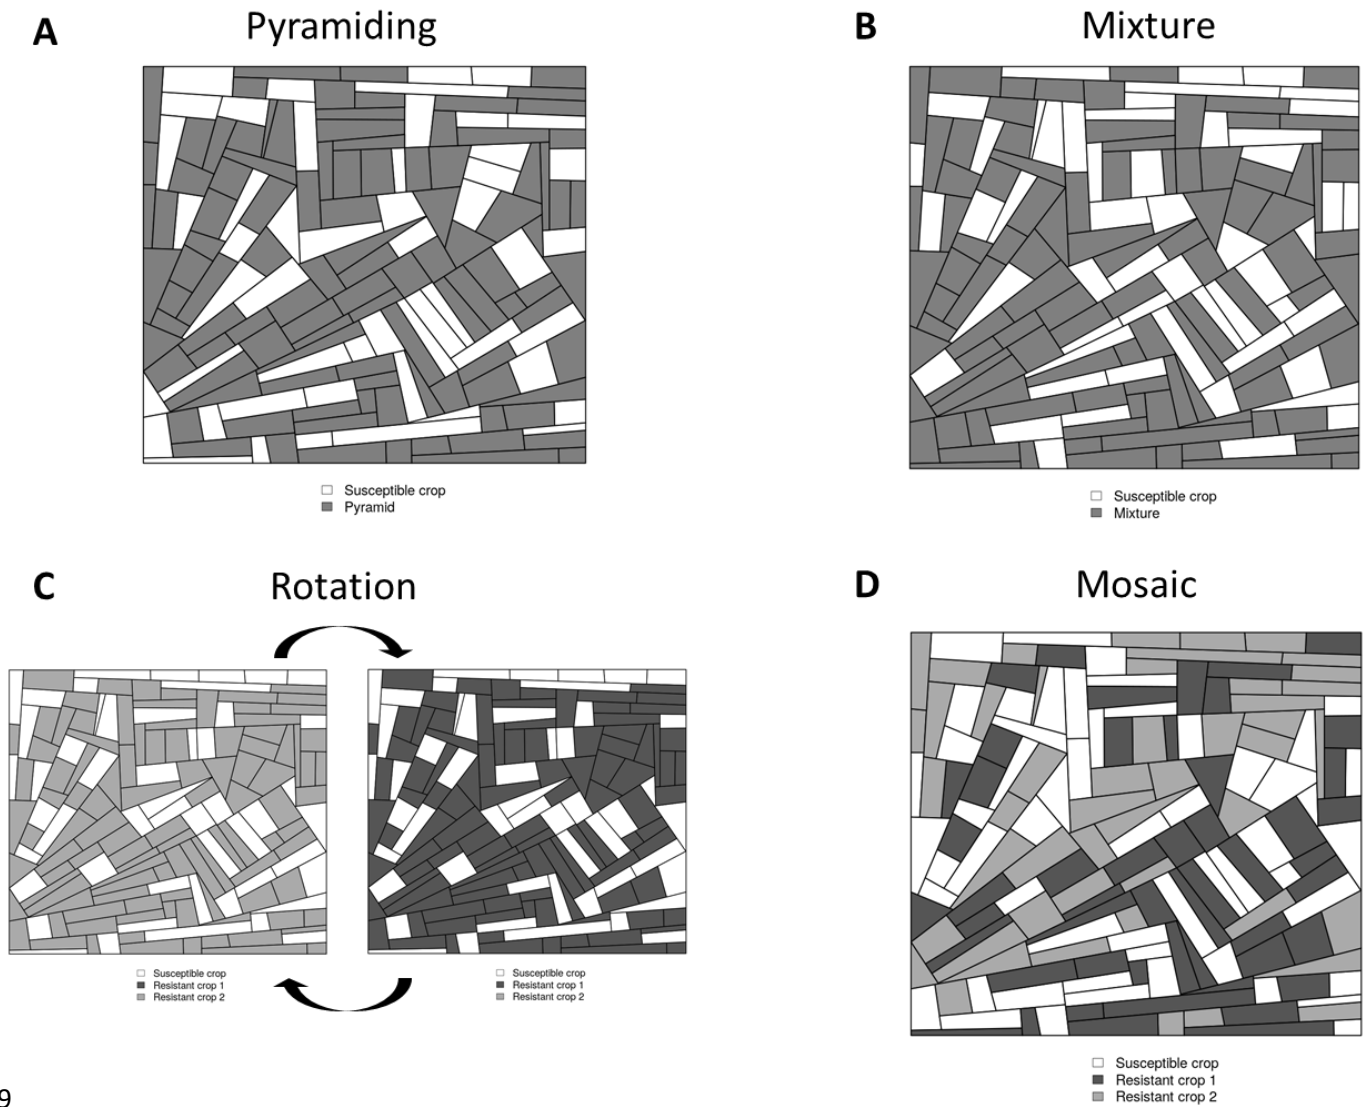 A Pyramiding
B Mixture
Susceptible crop
Pyramid
Susceptible crop
Mixture
C Rotation
D Mosaic
Susceptible crop
Resistant crop 1
Resistant crop 2
Susceptible crop
Resistant crop 1
Resistant crop 2
Susceptible crop
Resistant crop 1
Resistant crop 2
9